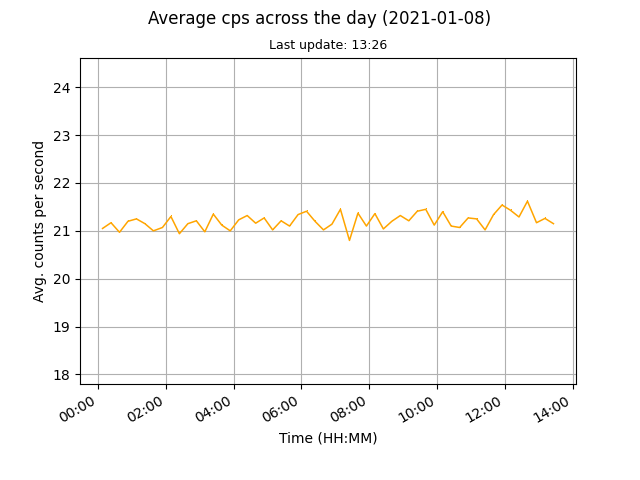 Average cps across the day (2021-01-08)
Last update: 13:26
Avg. counts per second
24
23
22
21
20
19
18
00:00 02:00 04:00 06:00 08:00 10:00 12:00 14:00
Time (HH:MM)